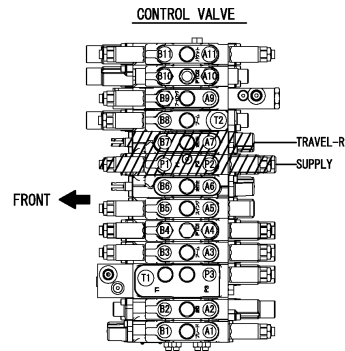 CONTROL VALVE
B11 A11
B10 A10
B9 A9
B8 T2
B7 A7 TRAVEL-R
P1 P2 SUPPLY
B6 A6
FRONT
B5 A5
B4 A4
B3 A3
T1 P3
B2 A2
B1 A1